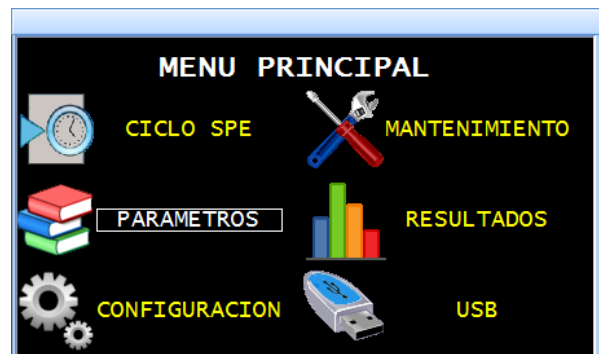 MENU PRINCIPAL
CICLO SPE
MANTENIMIENTO
PARAMETROS
RESULTADOS
CONFIGURACION
USB